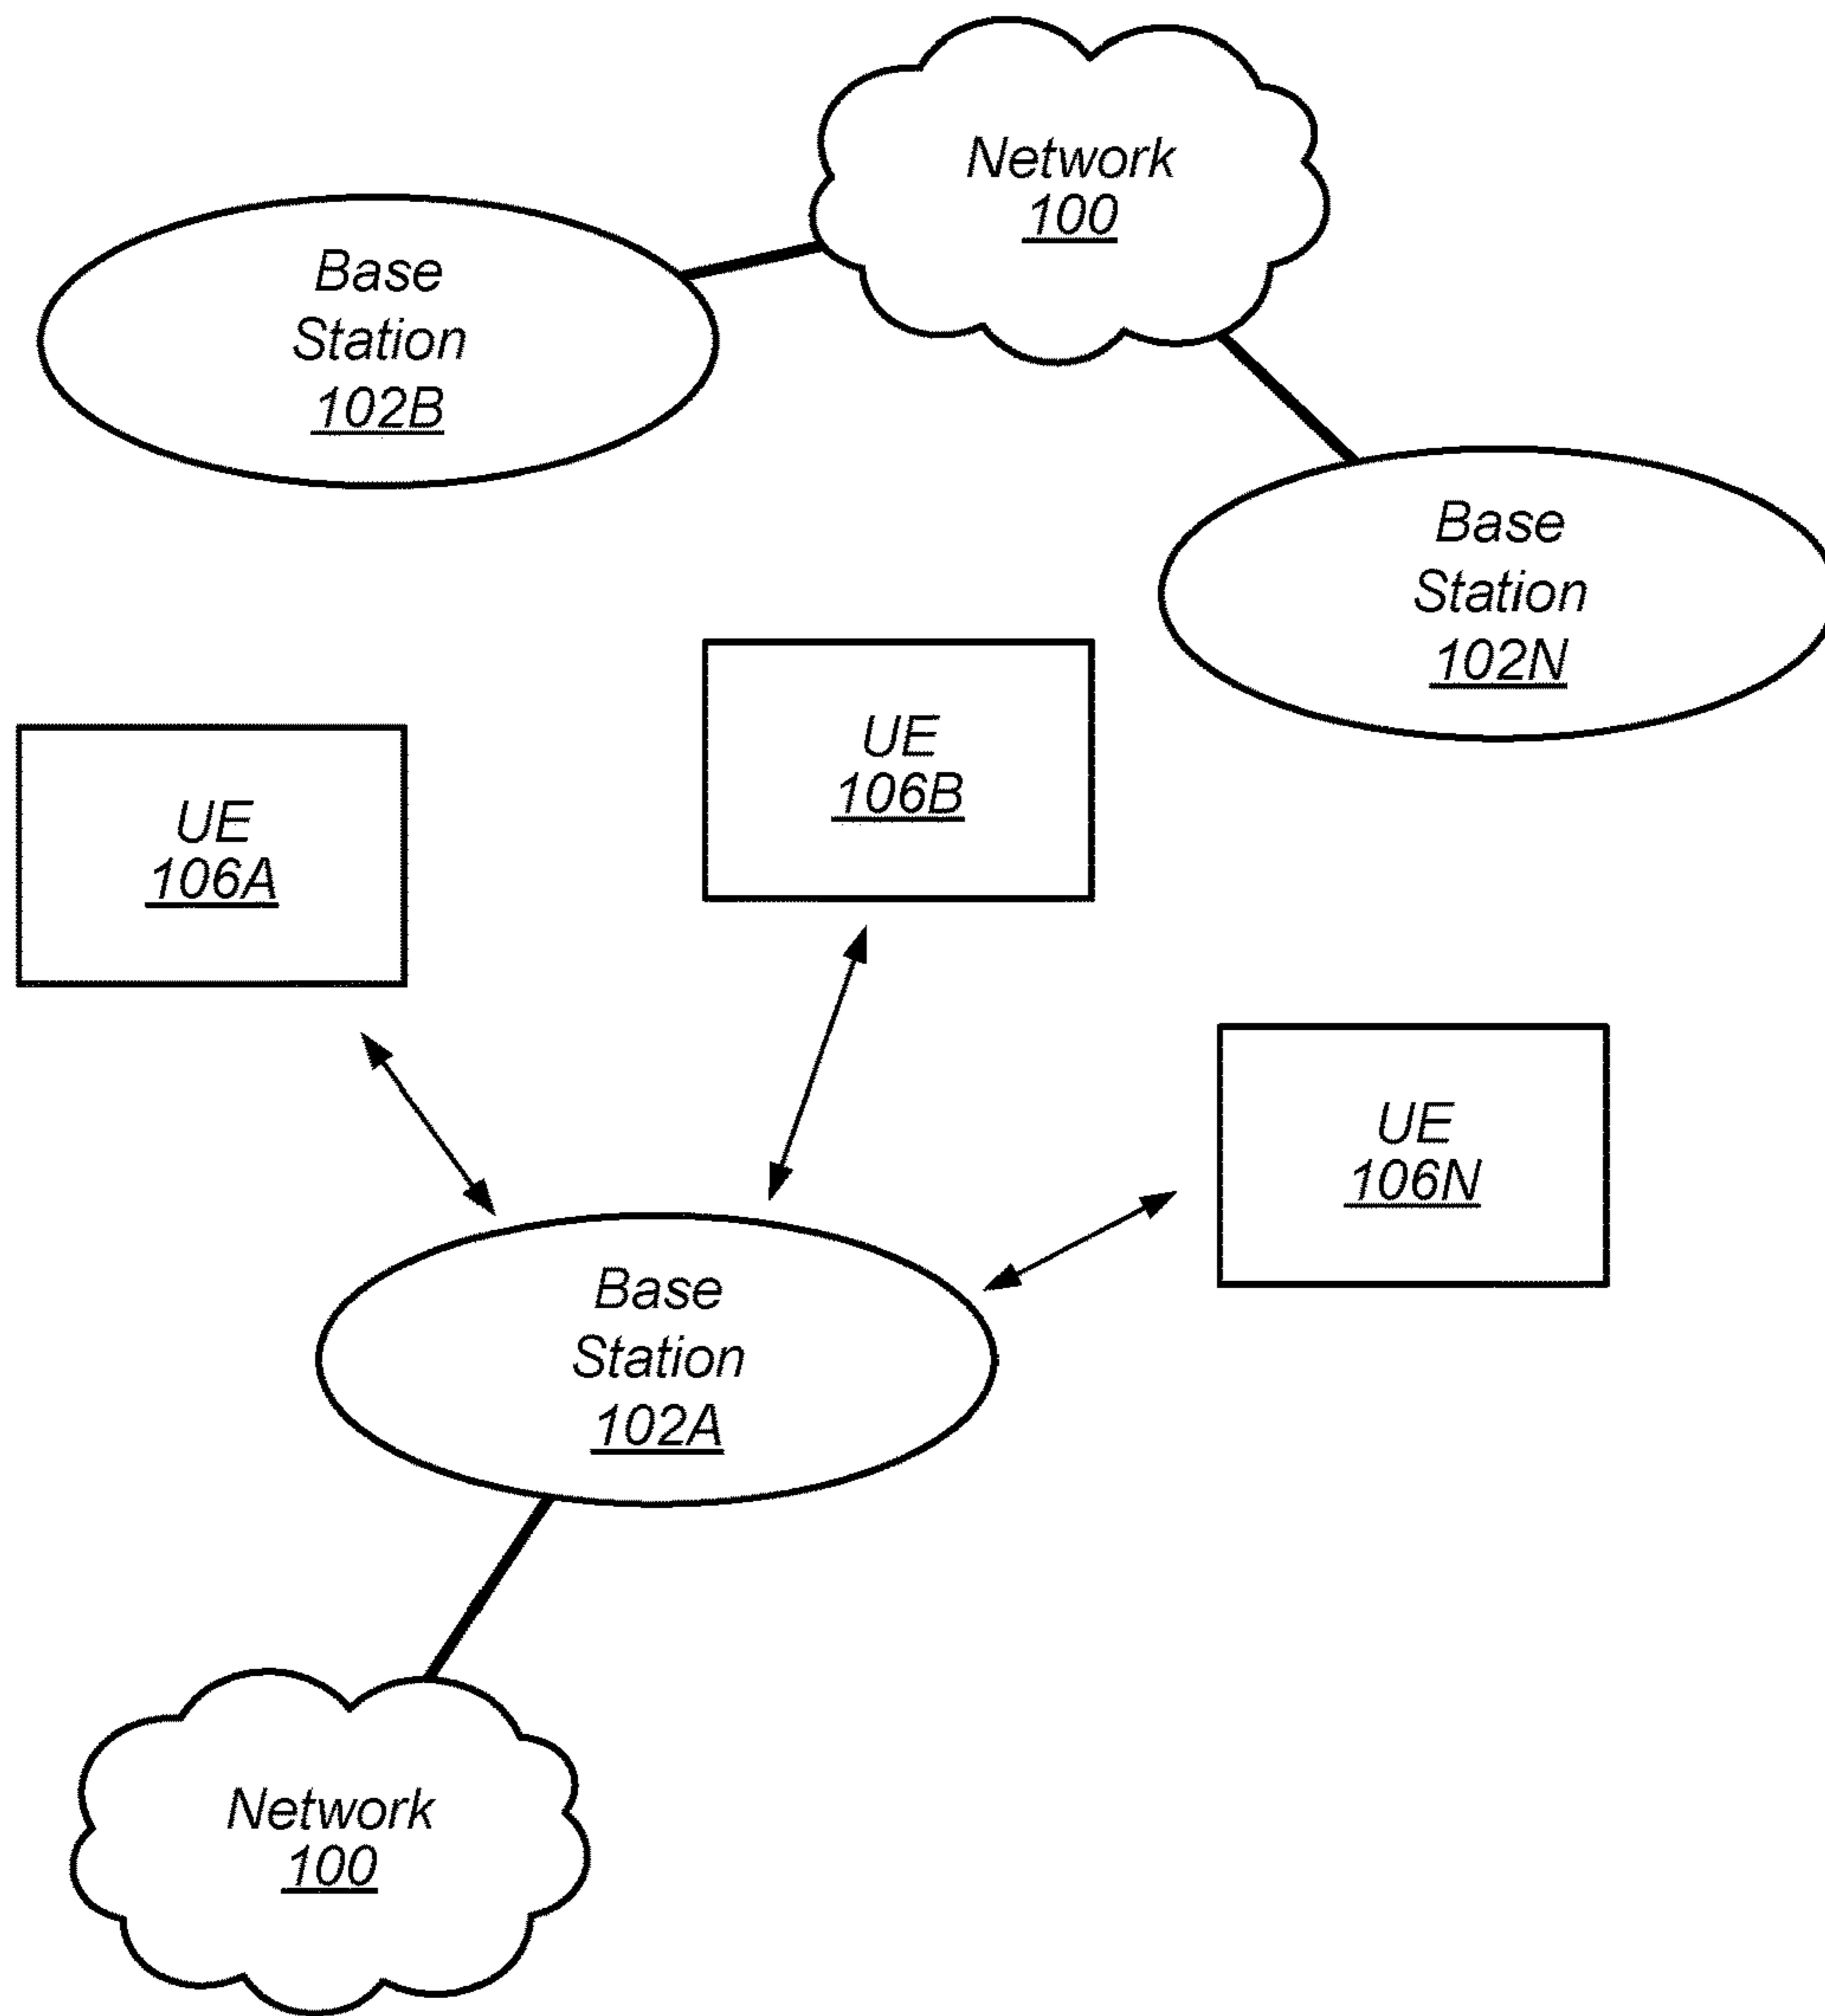 Network
100
Base
Station
102B
Base
Station
102N
UE
106B
UE
106A
UE
106N
Base
Station
102A
Network
100